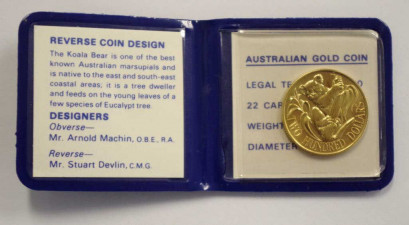 REVERSE COIN DESIGN
The Koala Bear is one of the best
known Australian marsupials and
is native to the east and south-east
coastal areas; it is a tree dweller
and feeds on the young leaves of a
few species of Eucalypt tree.
DESIGNERS
Obverse—
Mr. Arnold Machin, O.B.E., R.A.
Reverse—
Mr. Stuart Devlin, C.M.G.
AUSTRALIAN GOLD COIN
LEGAL
22
WEIGHT
DIAMETER
TWO HUNDRED DOLLARS